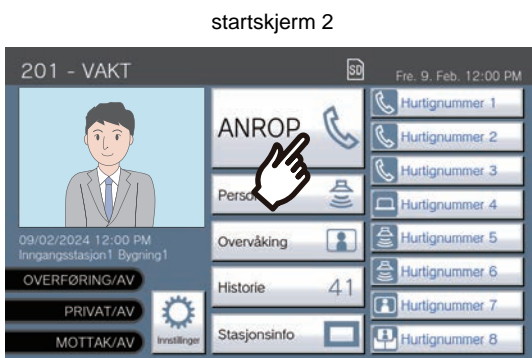 startskjerm 2
201 - VAKT
SD
Fre. 9. Feb. 12:00 PM
ANROP
Hurtignummer 1
Hurtignummer 2
Hurtignummer 3
Hurtignummer 4
Hurtignummer 5
Hurtignummer 6
Hurtignummer 7
Hurtignummer 8
Overvåking
Historie 41
Stasjonsinfo
09/02/2024 12:00 PM
Inngangsstasjon1 Bygning1
OVERFØRING/AV
PRIVAT/AV
MOTTAK/AV
Innstillinger